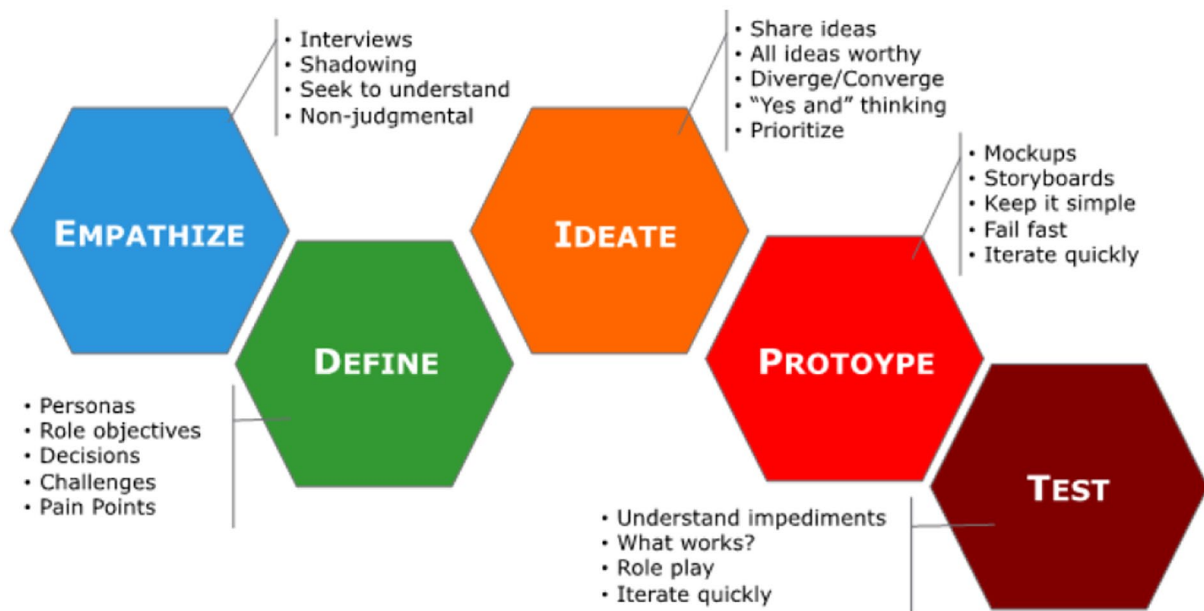 • Interviews
• Shadowing
• Seek to understand
• Non-judgmental
EMPATHIZE
• Personas
• Role objectives
• Decisions
• Challenges
• Pain Points
DEFINE
• Share ideas
• All ideas worthy
• Diverge/Converge
• “Yes and” thinking
• Prioritize
IDEATE
• Mockups
• Storyboards
• Keep it simple
• Fail fast
• Iterate quickly
PROTOYPE
• Understand impediments
• What works?
• Role play
• Iterate quickly
TEST